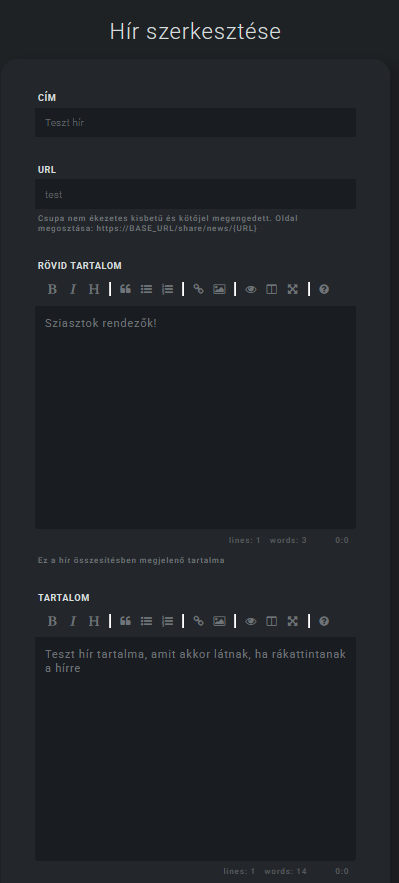 Hír szerkesztése
CÍM
Teszt hír
URL
test
Csupa nem ékezetes kisbetű és kötőjel megengedett. Oldal
megosztása: https://BASE_URL/share/news/{URL}
RÖVID TARTALOM
B I H
Sziasztok rendezők!
lines: 1 words: 3 0:0
Ez a hír összesítésben megjelenő tartalma
TARTALOM
B I H
Teszt hír tartalma, amit akkor látnak, ha rákattintanak
a hírre
lines: 1 words: 14 0:0